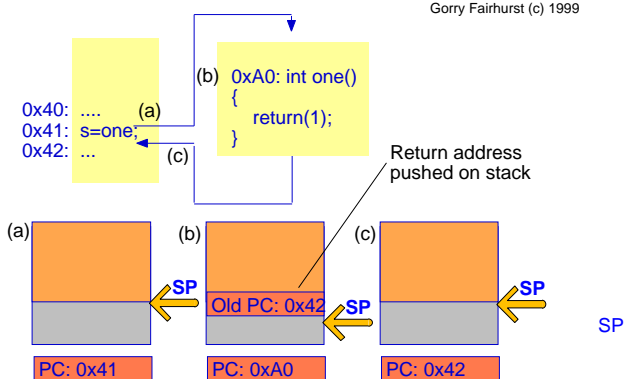 Gorry Fairhurst (c) 1999
(a)
0x40: ....
0x41: s=one;
0x42: ...
(c)
(b)
0xA0: int one()
{
return(1);
}
Return address
pushed on stack
(a)
SP
PC: 0x41
(b)
Old PC: 0x42
SP
PC: 0xA0
(c)
SP
PC: 0x42
SP